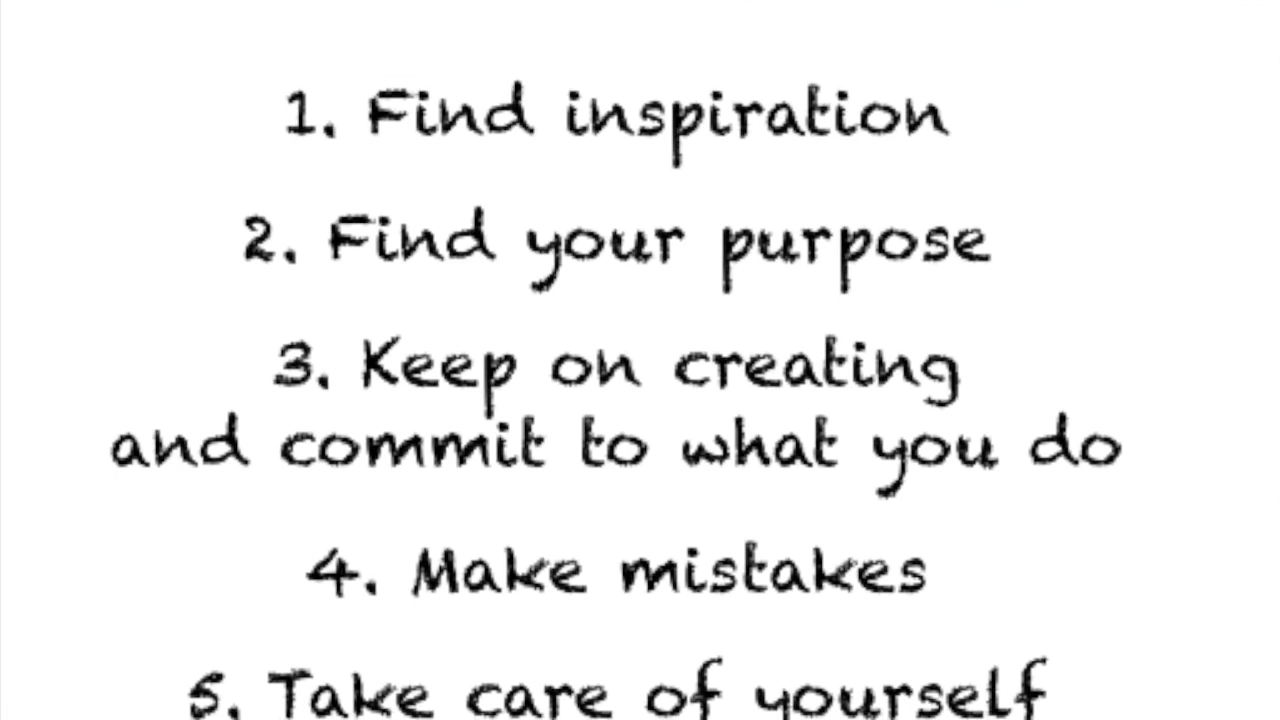 1. Find inspiration
2. Find your purpose
3. Keep on creating
and commit to what you do
4. Make mistakes
5. Take care of yourself